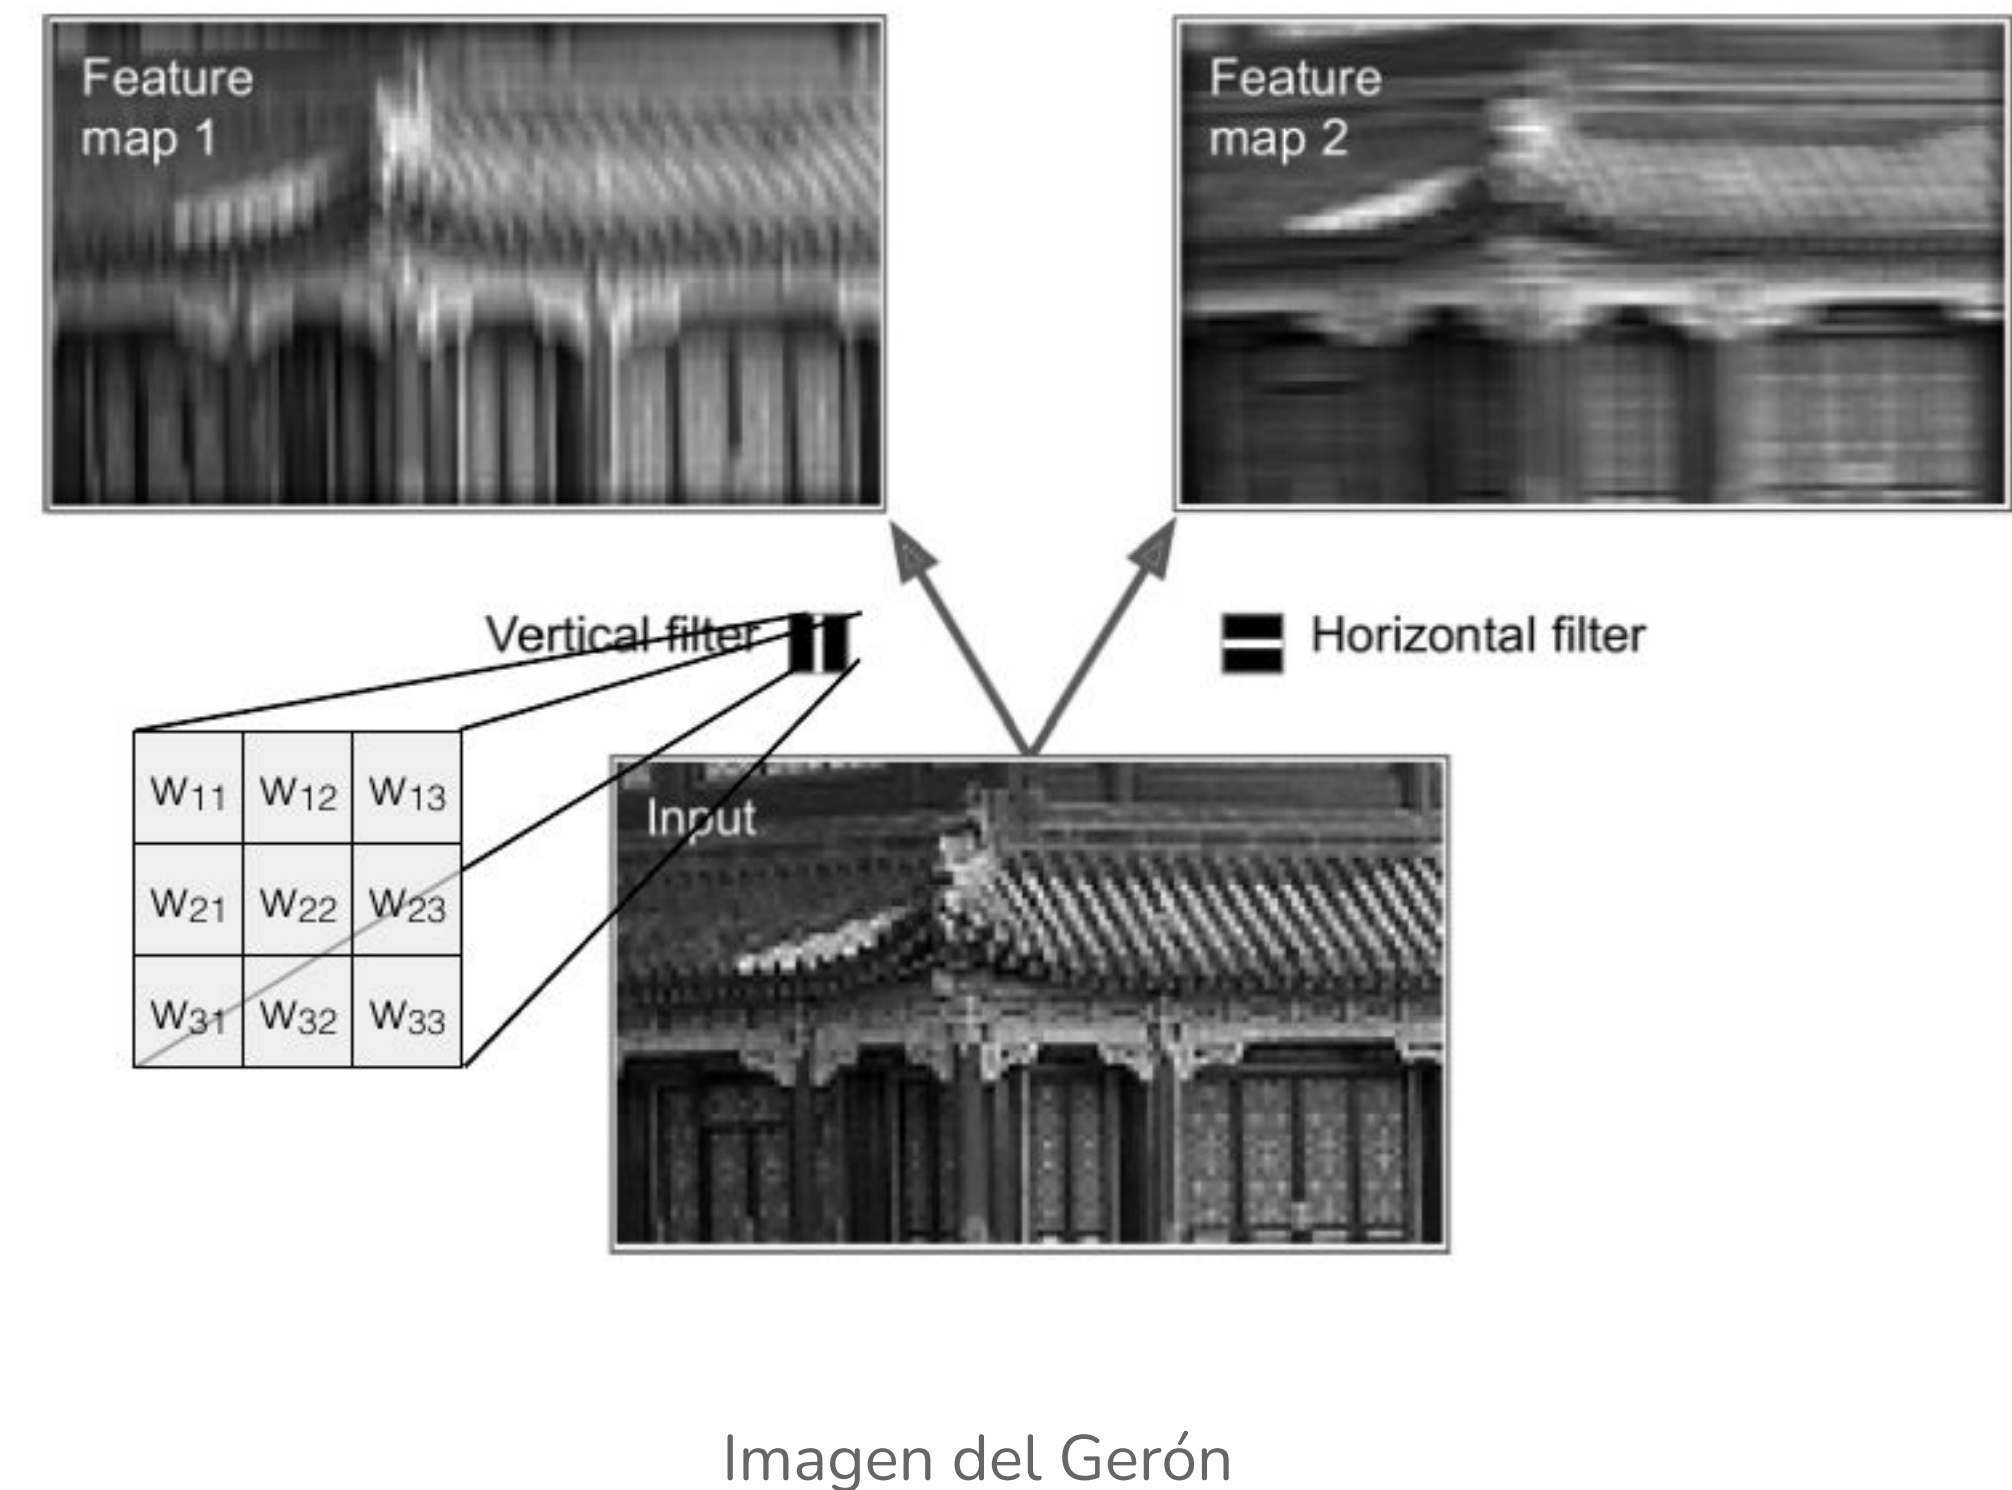 Feature
map 1
Feature
map 2
Vertical filter
Horizontal filter
w11 w12 w13
w21 w22 w23
w31 w32 w33
Input
Imagen del Gerón